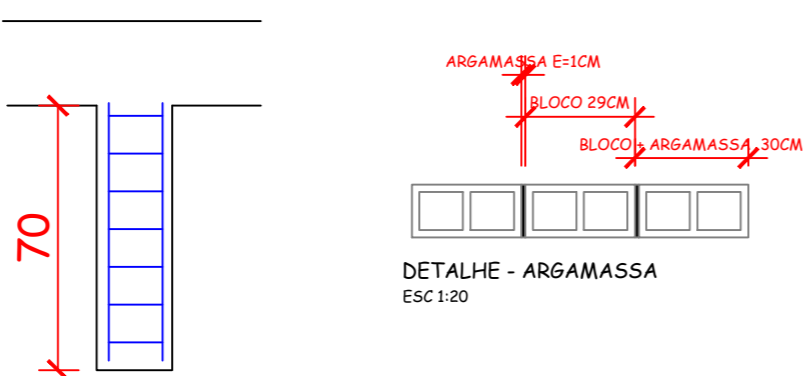 ARGAMASSA E=1CM
BLOCO 29CM
BLOCO + ARGAMASSA 30CM
70
DETALHE - ARGAMASSA
ESC 1:20